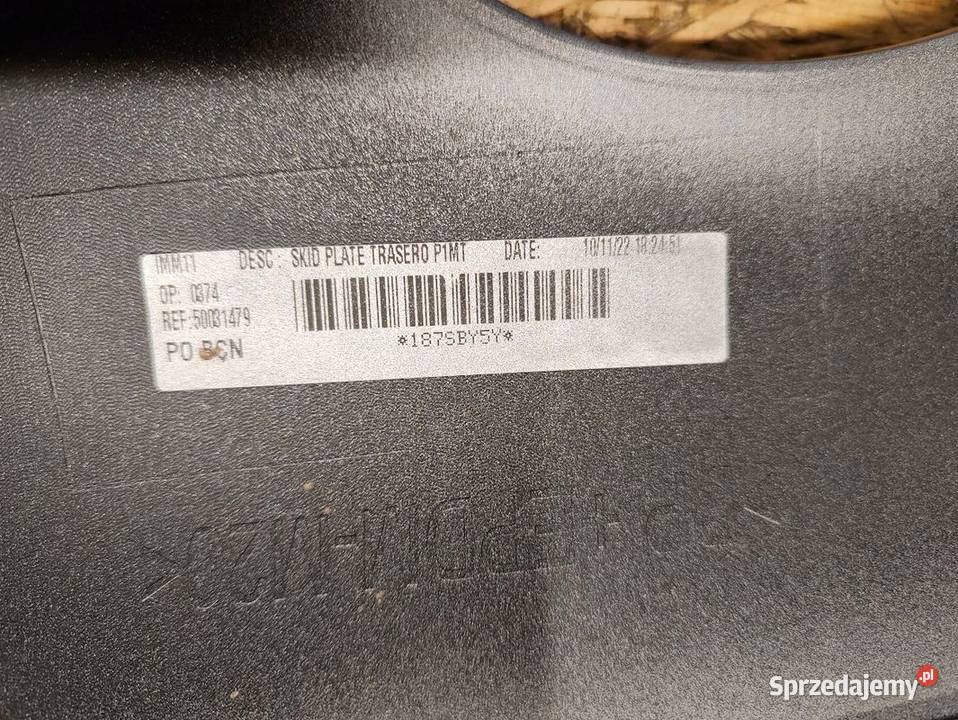 IMM11 DESC : SKID PLATE TRASERO P1MT DATE: 10/11/22 18:24:51
OP: 0374
REF:50031479
*187SBY5Y*
PO BCN
Sprzedajemy.pl